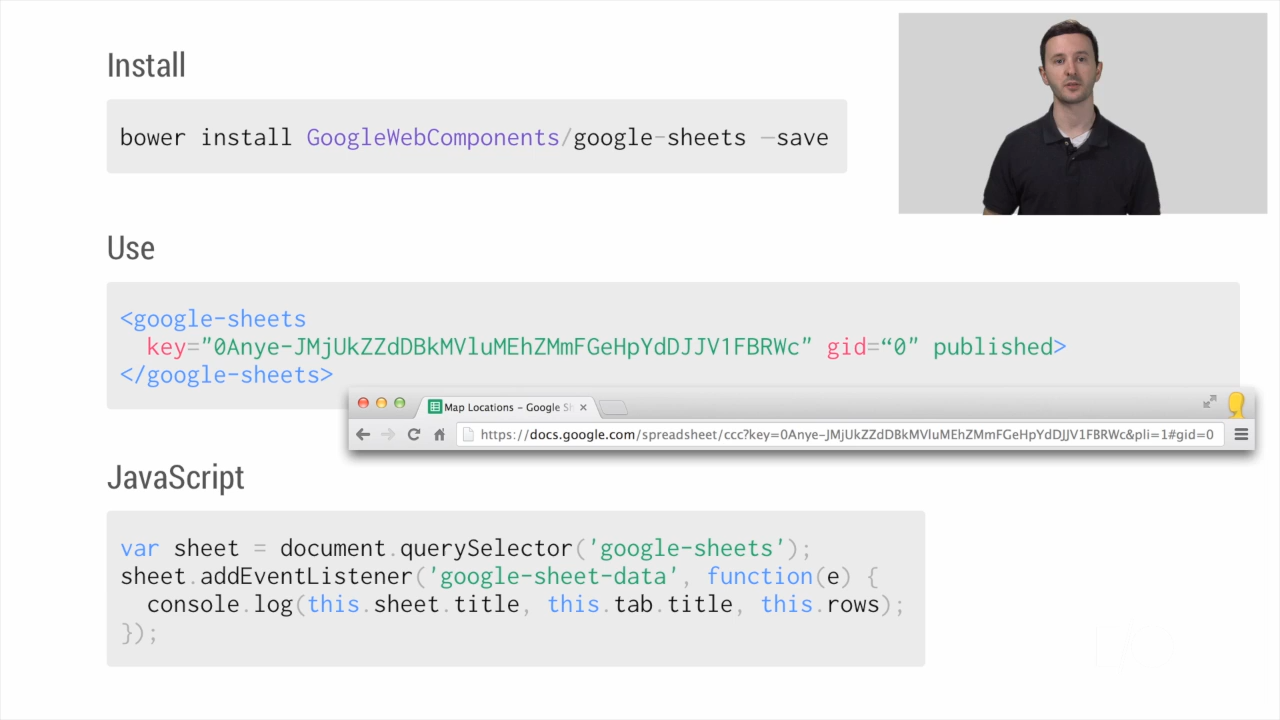 Install
bower install GoogleWebComponents/google-sheets —save
Use
<google-sheets
key="0Anye-JMjUkZZdDBkMVluMEhZMmFGeHpYdDJJV1FBRWc" gid="0" published>
</google-sheets>
Map Locations – Google Sh
https://docs.google.com/spreadsheet/ccc?key=0Anye-JMjUkZZdDBkMVluMEhZMmFGeHpYdDJJV1FBRWc&pli=1#gid=0
JavaScript
var sheet = document.querySelector('google-sheets');
sheet.addEventListener('google-sheet-data', function(e) {
console.log(this.sheet.title, this.tab.title, this.rows);
});